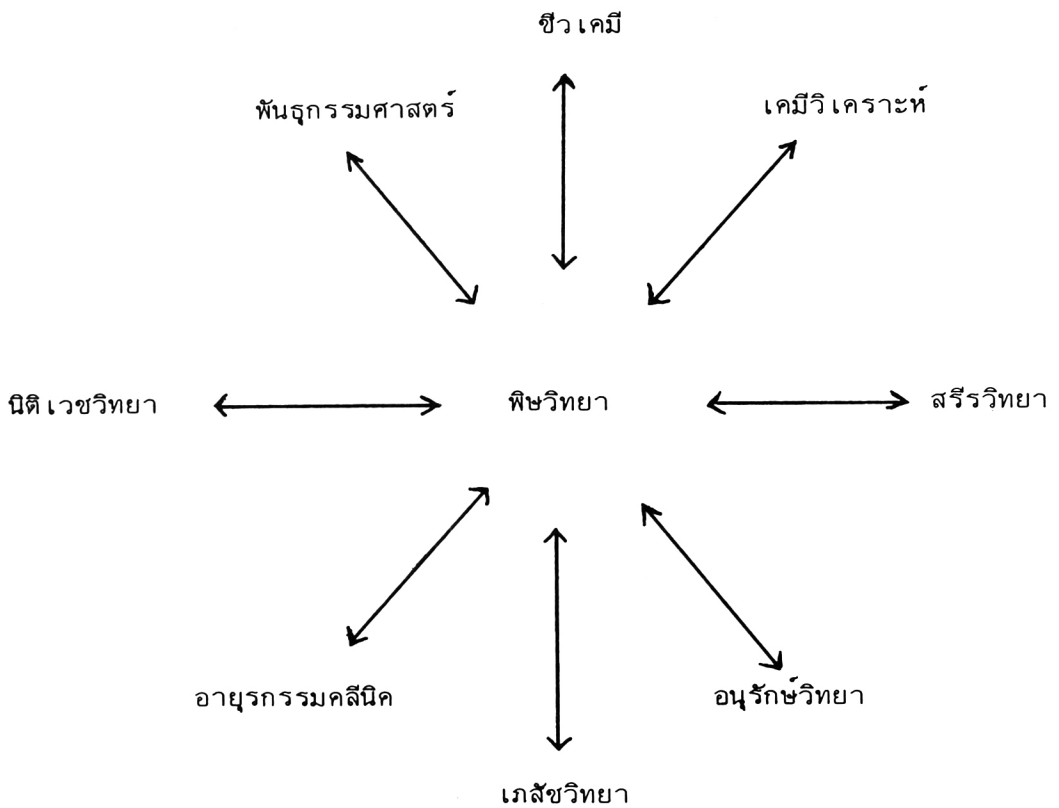 ชีวเคมี
พันธุกรรมศาสตร์
เคมีวิเคราะห์
นิติเวชวิทยา
พิษวิทยา
สรีรวิทยา
อายุรกรรมคลีนิค
อนุรักษ์วิทยา
เภสัชวิทยา